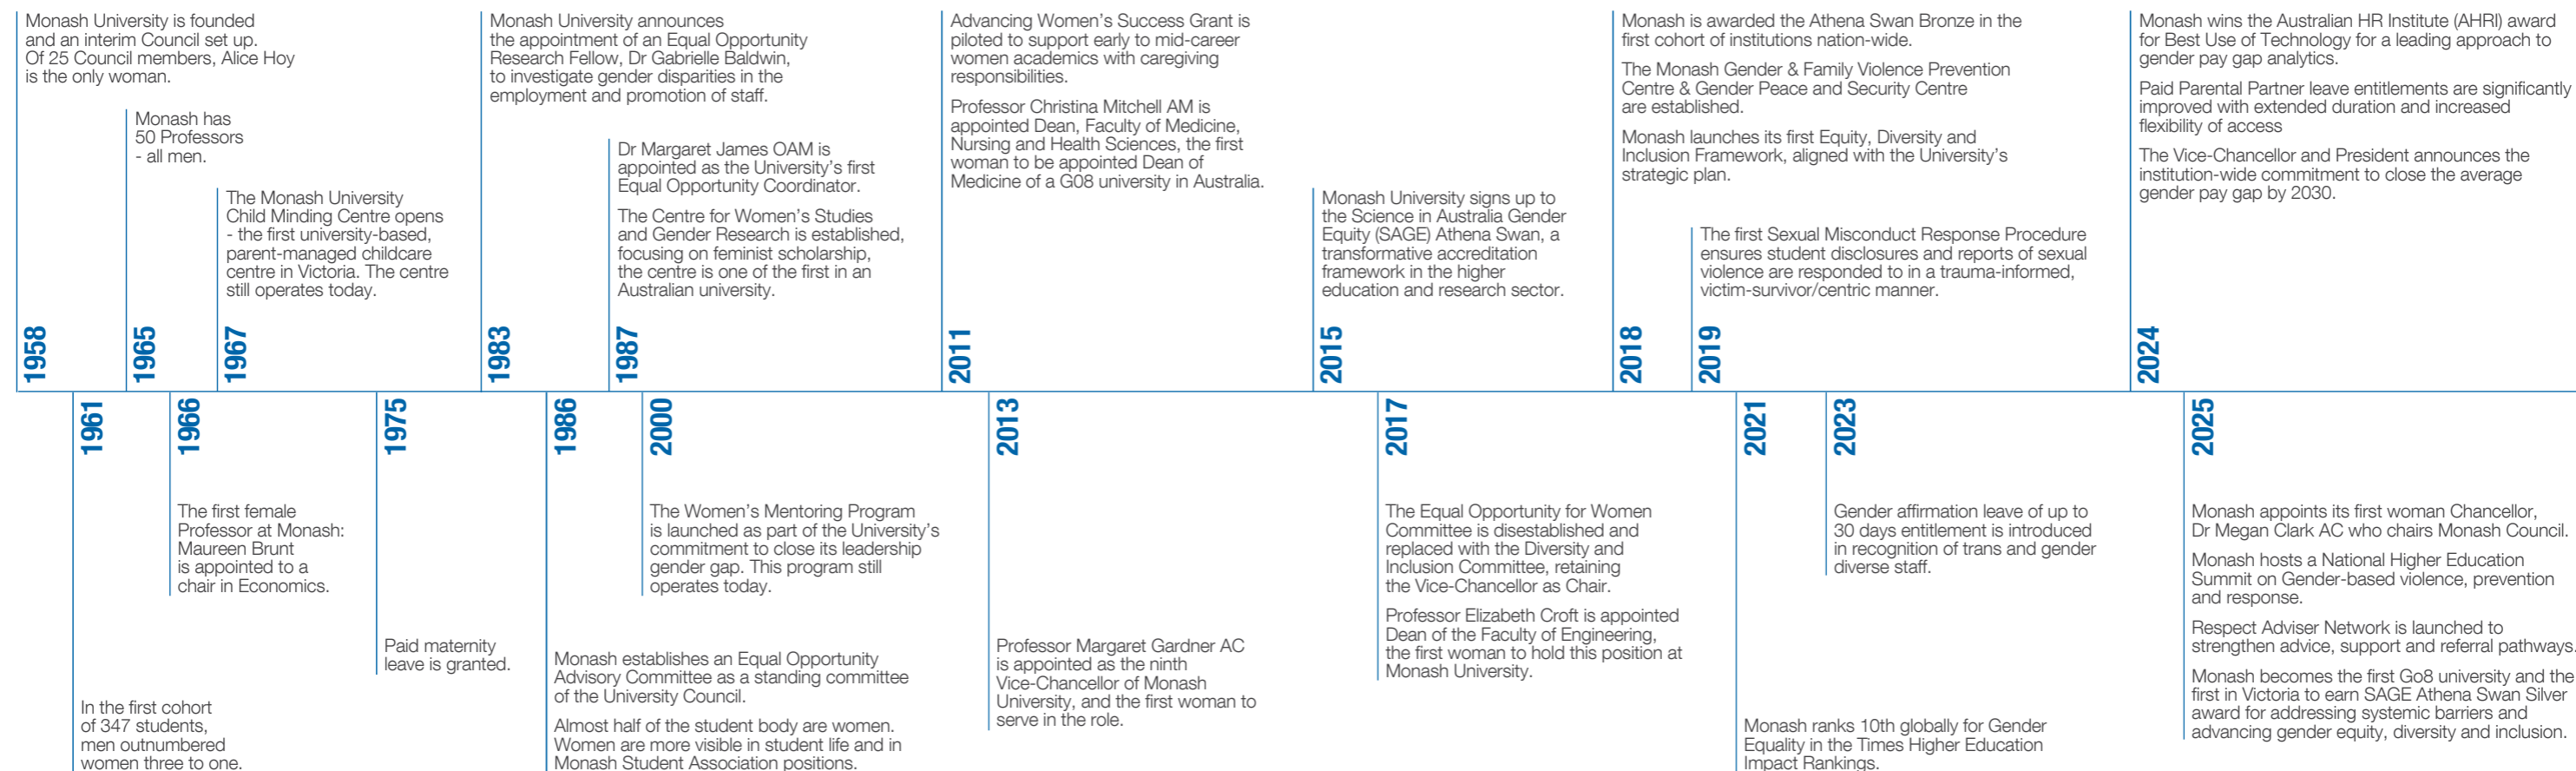 Monash University is founded
and an interim Council set up.
Of 25 Council members, Alice Hoy
is the only woman.
1958
In the first cohort
of 347 students,
men outnumbered
women three to one.
1961
Monash has
50 Professors
- all men.
1965
The first female
Professor at Monash:
Maureen Brunt
is appointed to a
chair in Economics.
1966
The Monash University
Child Minding Centre opens
- the first university-based,
parent-managed childcare
centre in Victoria. The centre
still operates today.
1967
Paid maternity
leave is granted.
1975
Monash University announces
the appointment of an Equal Opportunity
Research Fellow, Dr Gabrielle Baldwin,
to investigate gender disparities in the
employment and promotion of staff.
1983
Monash establishes an Equal Opportunity
Advisory Committee as a standing committee
of the University Council.
Almost half of the student body are women.
Women are more visible in student life and in
Monash Student Association positions.
1986
Dr Margaret James OAM is
appointed as the University's first
Equal Opportunity Coordinator.
The Centre for Women's Studies
and Gender Research is established,
focusing on feminist scholarship,
the centre is one of the first in an
Australian university.
1987
The Women's Mentoring Program
is launched as part of the University's
commitment to close its leadership
gender gap. This program still
operates today.
2000
Advancing Women's Success Grant is
piloted to support early to mid-career
women academics with caregiving
responsibilities.
Professor Christina Mitchell AM is
appointed Dean, Faculty of Medicine,
Nursing and Health Sciences, the first
woman to be appointed Dean of
Medicine of a G08 university in Australia.
2011
Professor Margaret Gardner AC
is appointed as the ninth
Vice-Chancellor of Monash
University, and the first woman to
serve in the role.
2013
Monash University signs up to
the Science in Australia Gender
Equity (SAGE) Athena Swan, a
transformative accreditation
framework in the higher
education and research sector.
2015
The Equal Opportunity for Women
Committee is disestablished and
replaced with the Diversity and
Inclusion Committee, retaining
the Vice-Chancellor as Chair.
Professor Elizabeth Croft is appointed
Dean of the Faculty of Engineering,
the first woman to hold this position at
Monash University.
2017
Monash is awarded the Athena Swan Bronze in the
first cohort of institutions nation-wide.
The Monash Gender & Family Violence Prevention
Centre & Gender Peace and Security Centre
are established.
Monash launches its first Equity, Diversity and
Inclusion Framework, aligned with the University's
strategic plan.
2018
The first Sexual Misconduct Response Procedure
ensures student disclosures and reports of sexual
violence are responded to in a trauma-informed,
victim-survivor/centric manner.
2019
Monash ranks 10th globally for Gender
Equality in the Times Higher Education
Impact Rankings.
2021
Gender affirmation leave of up to
30 days entitlement is introduced
in recognition of trans and gender
diverse staff.
2023
Monash wins the Australian HR Institute (AHRI) award
for Best Use of Technology for a leading approach to
gender pay gap analytics.
Paid Parental Partner leave entitlements are significantly
improved with extended duration and increased
flexibility of access
The Vice-Chancellor and President announces the
institution-wide commitment to close the average
gender pay gap by 2030.
2024
Monash appoints its first woman Chancellor,
Dr Megan Clark AC who chairs Monash Council.
Monash hosts a National Higher Education
Summit on Gender-based violence, prevention
and response.
Respect Adviser Network is launched to
strengthen advice, support and referral pathways.
Monash becomes the first Go8 university and the
first in Victoria to earn SAGE Athena Swan Silver
award for addressing systemic barriers and
advancing gender equity, diversity and inclusion.
2025